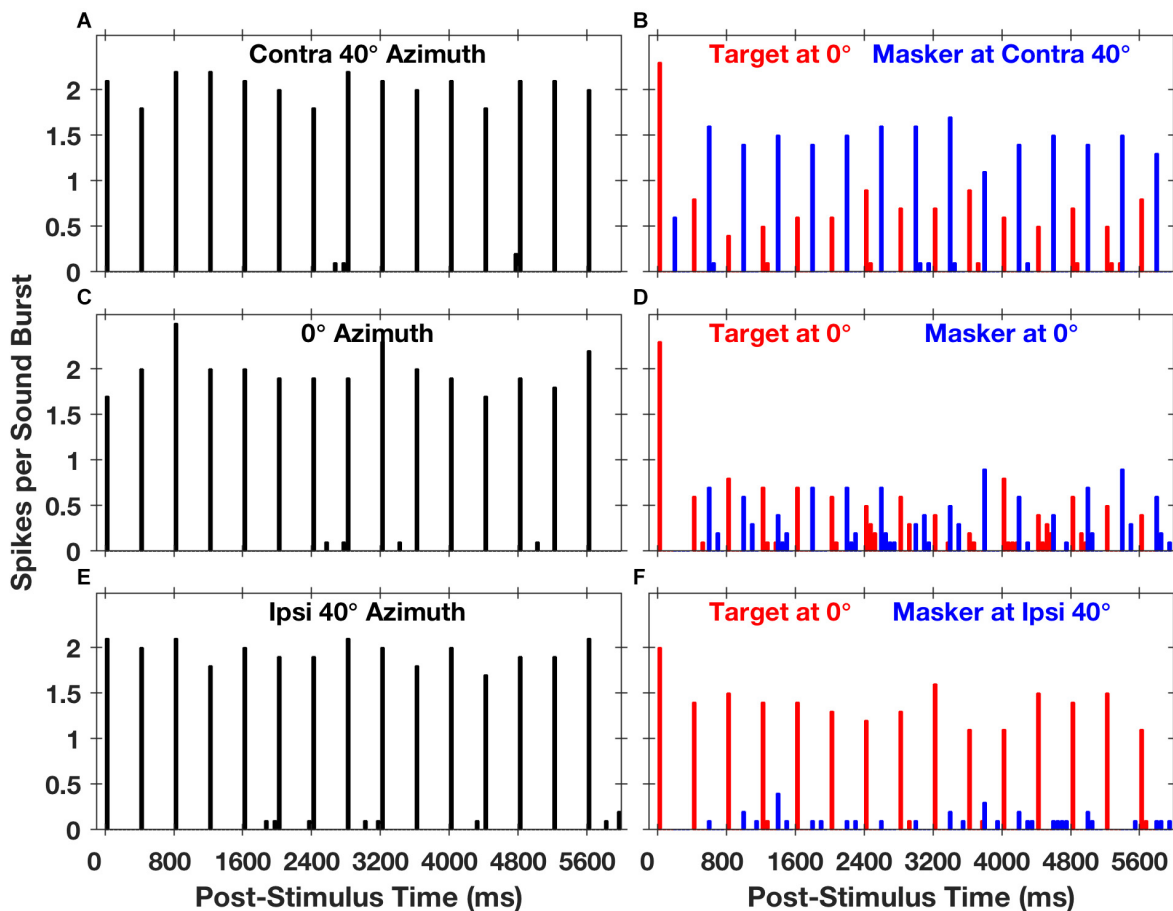 A
B
Contra 40° Azimuth
Target at 0° Masker at Contra 40°
2
1.5
1
0.5
0
C
D
0° Azimuth
Target at 0° Masker at 0°
2
1.5
1
0.5
0
E
F
Ipsi 40° Azimuth
Target at 0° Masker at Ipsi 40°
2
1.5
1
0.5
0
Spikes per Sound Burst
0 800 1600 2400 3200 4000 4800 5600
0 800 1600 2400 3200 4000 4800 5600
Post-Stimulus Time (ms)
Post-Stimulus Time (ms)